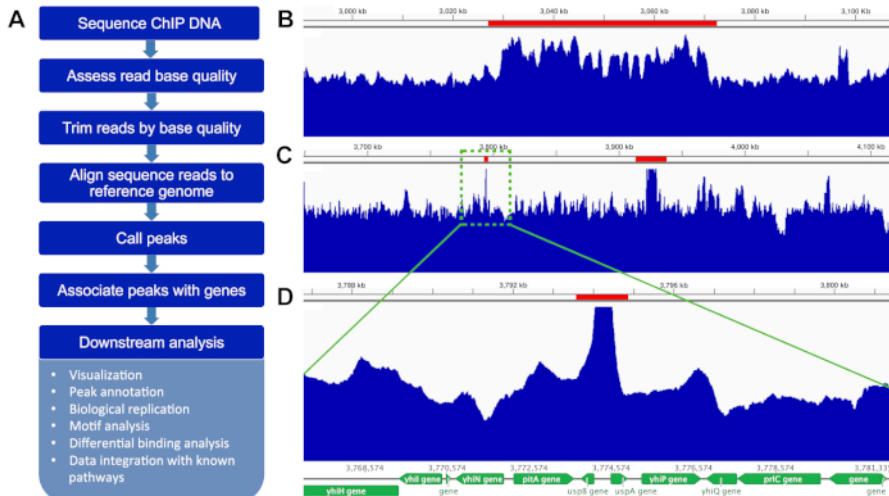 A
Sequence ChIP DNA
Assess read base quality
Trim reads by base quality
Align sequence reads to
reference genome
Call peaks
Associate peaks with genes
Downstream analysis
• Visualization
• Peak annotation
• Biological replication
• Motif analysis
• Differential binding analysis
• Data integration with known
pathways
B
3,000 kb 3,020 kb 3,040 kb 3,060 kb 3,080 kb 3,100 kb
C
3,700 kb 3,800 kb 3,900 kb 4,000 kb 4,100 kb
D
3,788 kb 3,792 kb 3,796 kb 3,800 kb
3,768,574 3,770,574 3,772,574 3,774,574 3,776,574 3,778,574 3,781,335
yhiI gene yhiN gene pitA gene yhiP gene prlC gene gene
gene uspB gene uspA gene yhiQ gene gene
yhiH gene